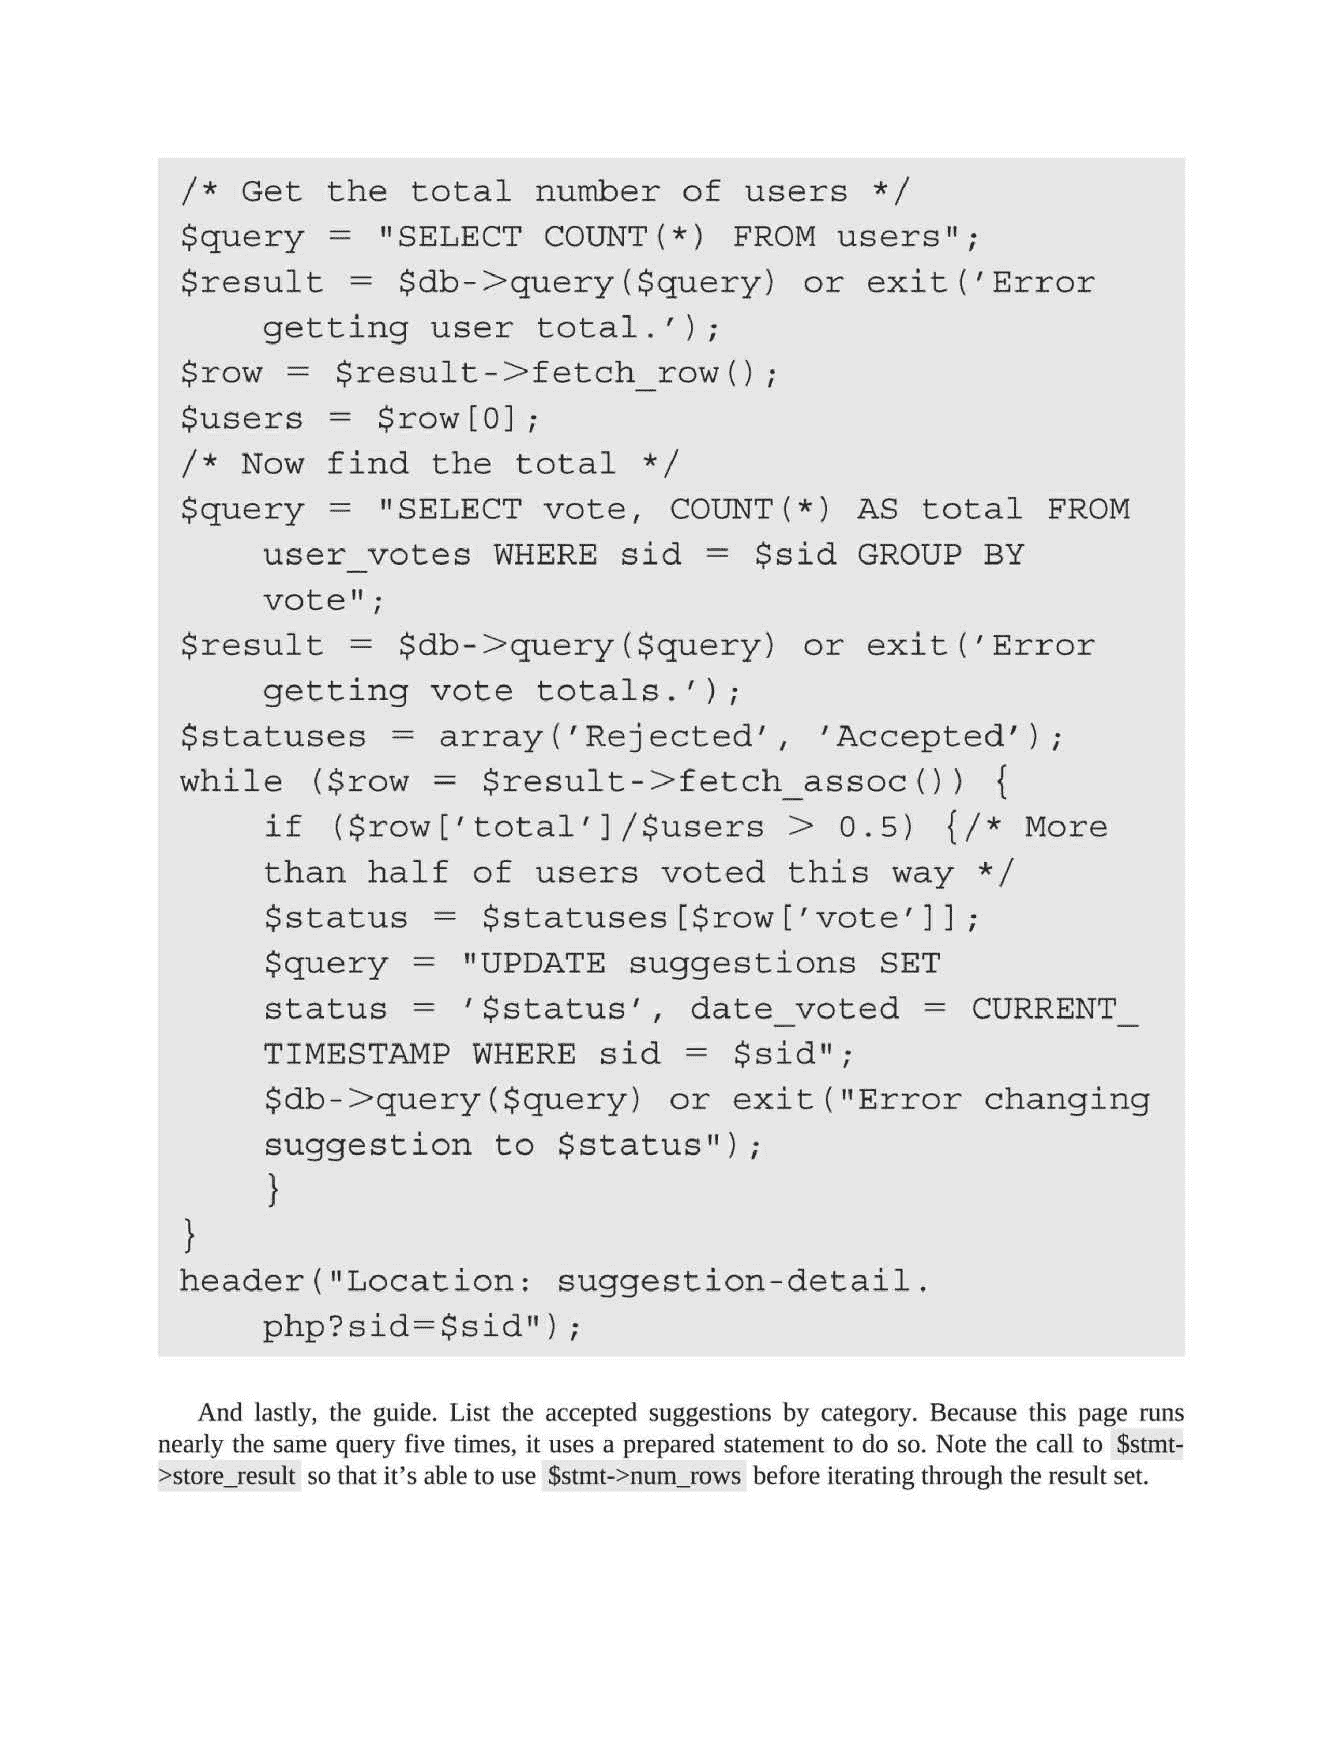 /* Get the total number of users */
$query = "SELECT COUNT(*) FROM users";
$result = $db->query($query) or exit(’Error
getting user total.’);
$row = $result->fetch_row();
$users = $row[0];
/* Now find the total */
$query = "SELECT vote, COUNT(*) AS total FROM
user_votes WHERE sid = $sid GROUP BY
vote";
$result = $db->query($query) or exit(’Error
getting vote totals.’);
$statuses = array(’Rejected’, ’Accepted’);
while ($row = $result->fetch_assoc()) {
if ($row[’total’]/$users > 0.5) {/* More
than half of users voted this way */
$status = $statuses[$row[’vote’]];
$query = "UPDATE suggestions SET
status = ’$status’, date_voted = CURRENT_
TIMESTAMP WHERE sid = $sid";
$db->query($query) or exit("Error changing
suggestion to $status");
}
}
header("Location: suggestion-detail.
php?sid=$sid");
And lastly, the guide. List the accepted suggestions by category. Because this page runs
nearly the same query five times, it uses a prepared statement to do so. Note the call to $stmt-
>store_result so that it’s able to use $stmt->num_rows before iterating through the result set.